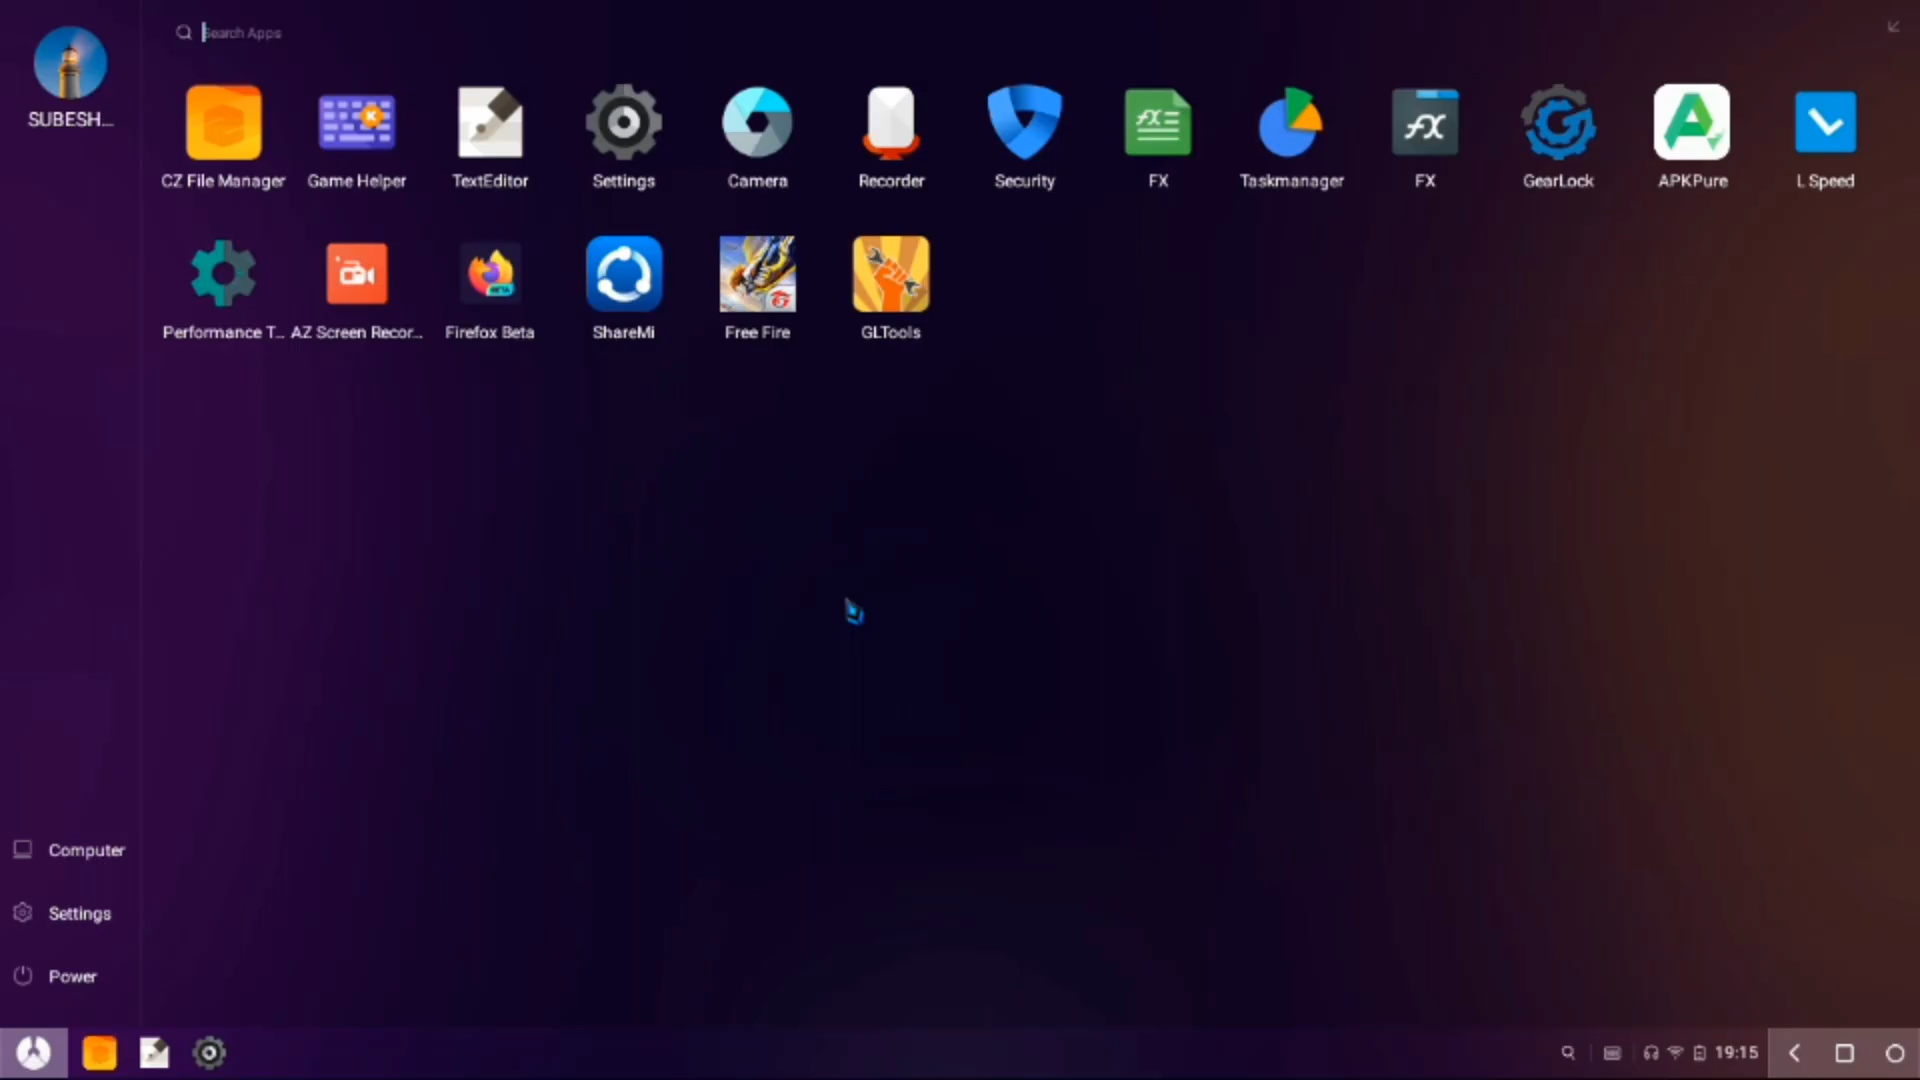 Search Apps
SUBESH...
CZ File Manager
Game Helper
TextEditor
Settings
Camera
Recorder
Security
FX
Taskmanager
FX
GearLock
APKPure
L Speed
Performance T...
AZ Screen Recor...
Firefox Beta
ShareMi
Free Fire
GLTools
Computer
Settings
Power
19:15